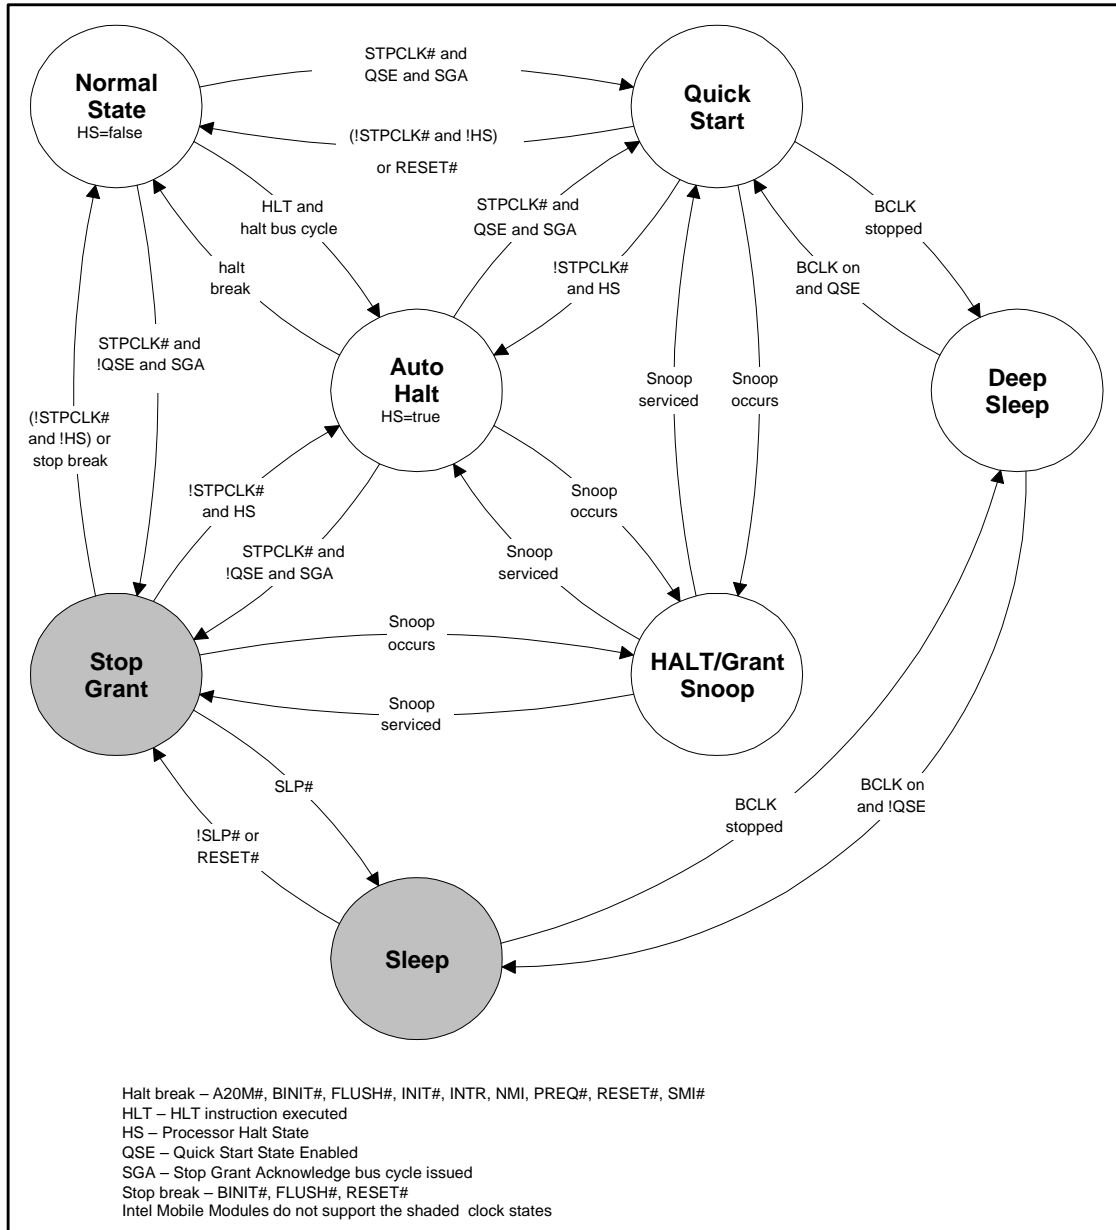 Normal
State
HS=false
STPCLK# and
QSE and SGA
Quick
Start
(!STPCLK# and !HS)
or RESET#
HLT and
halt bus cycle
STPCLK# and
QSE and SGA
BCLK
stopped
halt
break
!STPCLK#
and HS
BCLK on
and QSE
STPCLK# and
!QSE and SGA
Auto
Halt
HS=true
Snoop
serviced
Snoop
occurs
Deep
Sleep
(!STPCLK#
and !HS) or
stop break
!STPCLK#
and HS
Snoop
occurs
STPCLK# and
!QSE and SGA
Snoop
serviced
Stop
Grant
Snoop
occurs
HALT/Grant
Snoop
Snoop
serviced
SLP#
BCLK
stopped
BCLK on
and !QSE
!SLP# or
RESET#
Sleep
Halt break – A20M#, BINIT#, FLUSH#, INIT#, INTR, NMI, PREQ#, RESET#, SMI#
HLT – HLT instruction executed
HS – Processor Halt State
QSE – Quick Start State Enabled
SGA – Stop Grant Acknowledge bus cycle issued
Stop break – BINIT#, FLUSH#, RESET#
Intel Mobile Modules do not support the shaded clock states